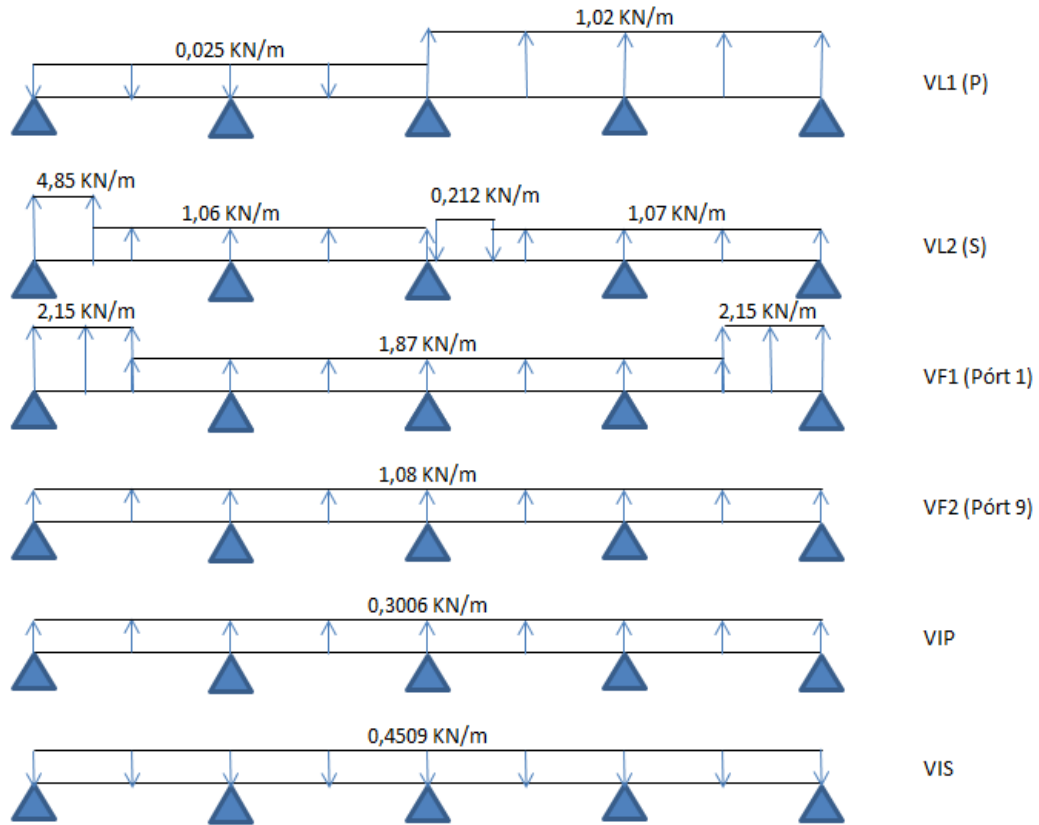 1,02 KN/m
0,025 KN/m
VL1 (P)
4,85 KN/m
0,212 KN/m
1,06 KN/m
1,07 KN/m
VL2 (S)
2,15 KN/m
2,15 KN/m
1,87 KN/m
VF1 (Pórt 1)
1,08 KN/m
VF2 (Pórt 9)
0,3006 KN/m
VIP
0,4509 KN/m
VIS